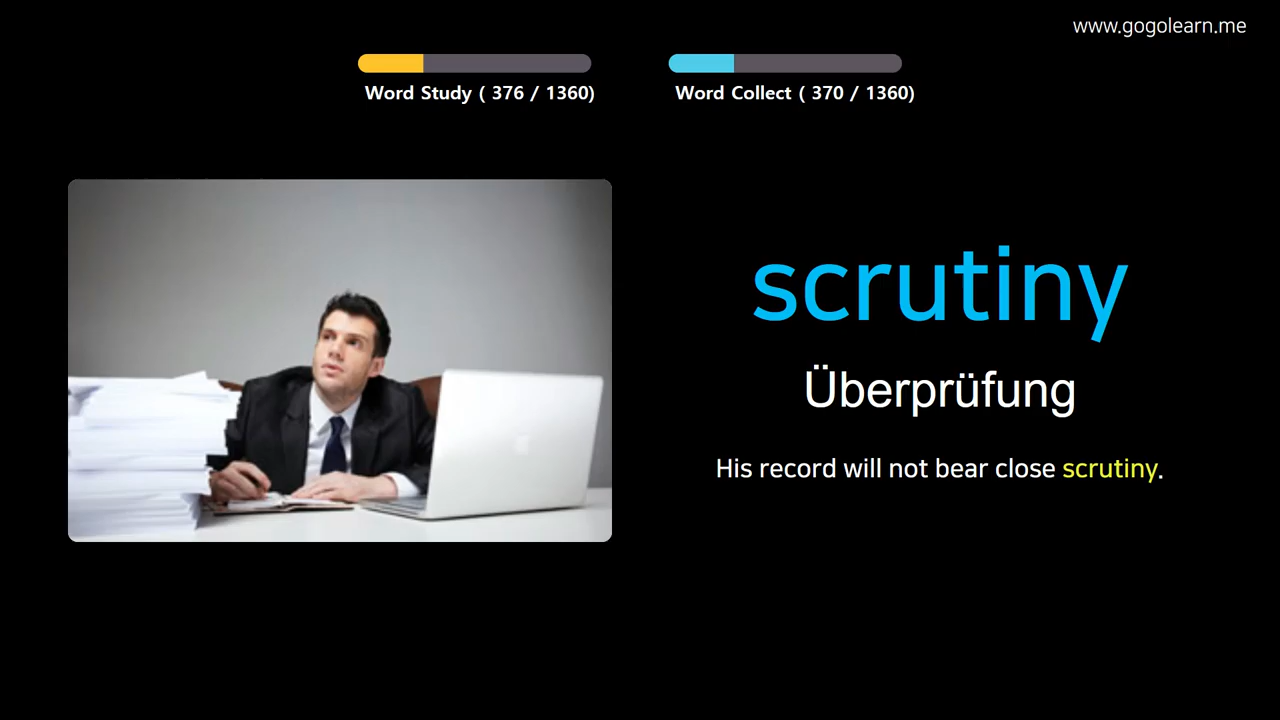 www.gogolearn.me
Word Study ( 376 / 1360)
Word Collect ( 370 / 1360)
scrutiny
Überprüfung
His record will not bear close scrutiny.